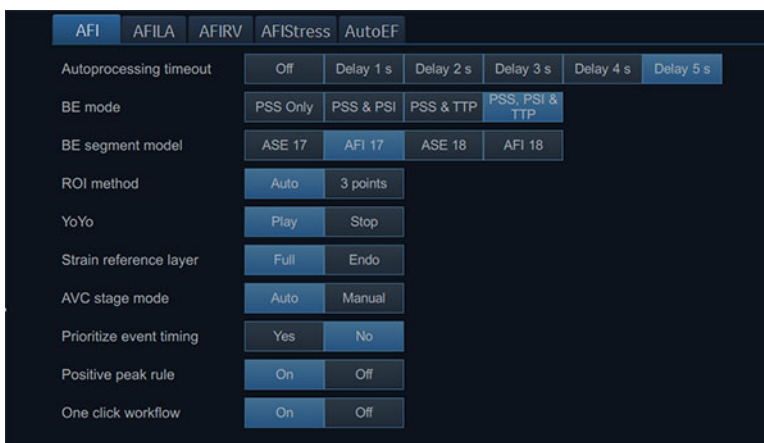 AFI AFILA AFIRV AFIStress AutoEF
Autoprocessing timeout Off Delay 1 s Delay 2 s Delay 3 s Delay 4 s Delay 5 s
BE mode PSS Only PSS & PSI PSS & TTP PSS, PSI & TTP
BE segment model ASE 17 AFI 17 ASE 18 AFI 18
ROI method Auto 3 points
YoYo Play Stop
Strain reference layer Full Endo
AVC stage mode Auto Manual
Prioritize event timing Yes No
Positive peak rule On Off
One click workflow On Off